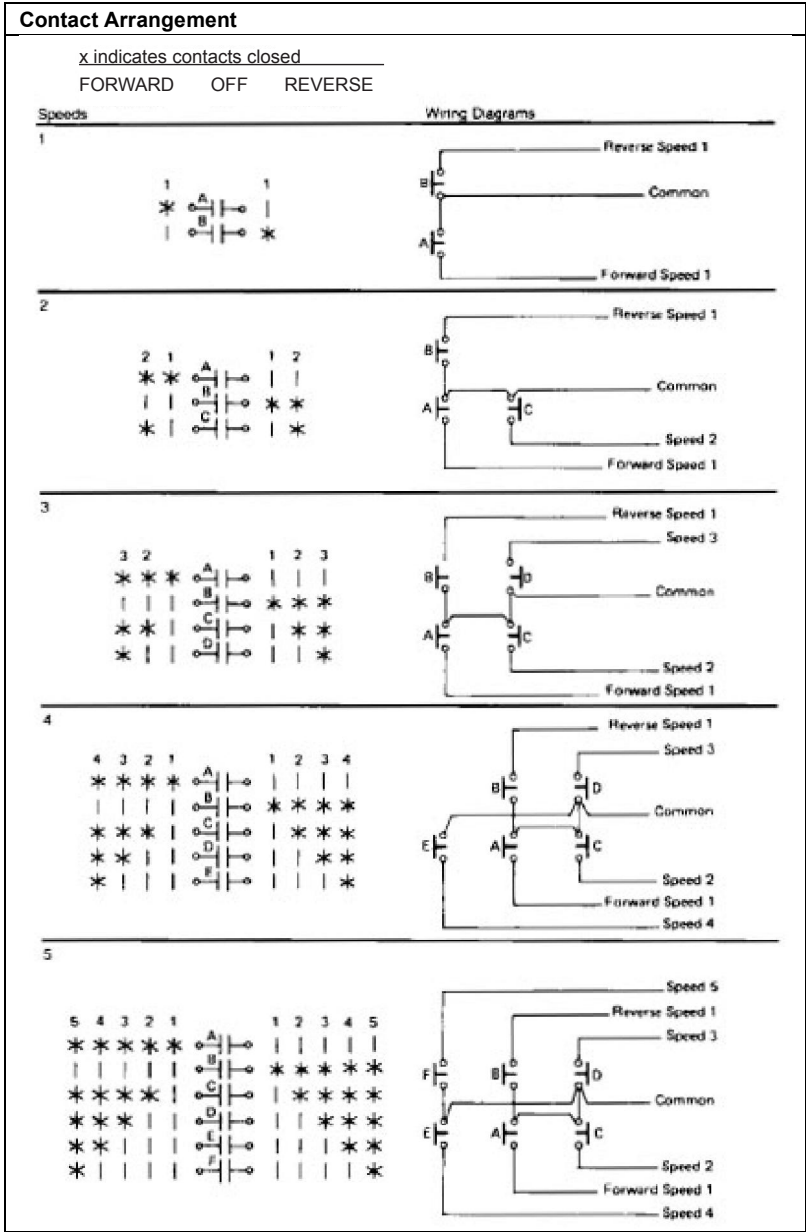 Contact Arrangement
x indicates contacts closed
FORWARD OFF REVERSE
Speeds Wiring Diagrams
1
Reverse Speed 1
1 1
B
Common
A
B
A
Forward Speed 1
2
Reverse Speed 1
B
2 1 1 2
A
B
C
Common
A C
Speed 2
Forward Speed 1
3
Reverse Speed 1
Speed 3
3 2 1 2 3
A
B
C
D
B D
Common
A C
Speed 2
Forward Speed 1
4
Reverse Speed 1
Speed 3
4 3 2 1 1 2 3 4
A
B
C
D
E
B D
Common
E A C
Speed 2
Forward Speed 1
Speed 4
5
Speed 5
Reverse Speed 1
Speed 3
5 4 3 2 1 1 2 3 4 5
A
B
C
D
E
F
F B D
Common
E A C
Speed 2
Forward Speed 1
Speed 4